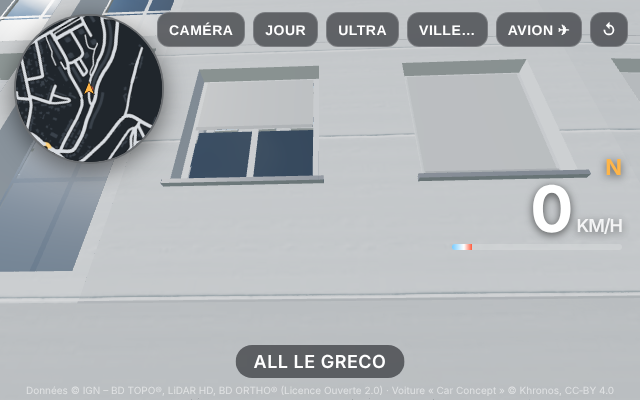 CAMÉRA
JOUR
ULTRA
VILLE…
AVION ✈
N
0 KM/H
ALL LE GRECO
Données © IGN – BD TOPO®, LiDAR HD, BD ORTHO® (Licence Ouverte 2.0) · Voiture « Car Concept » © Khronos, CC-BY 4.0